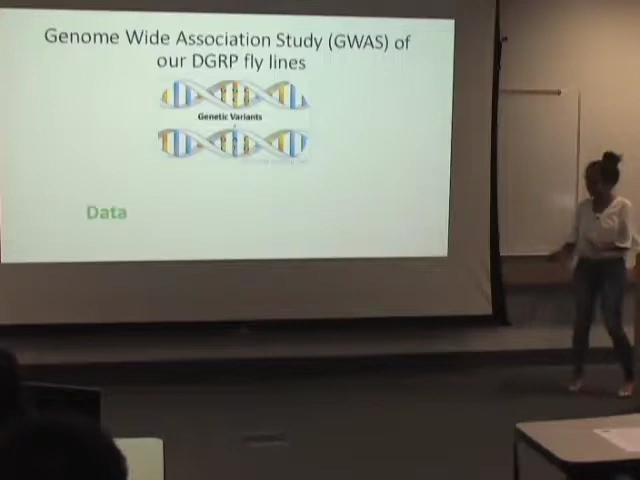 Genome Wide Association Study (GWAS) of
our DGRP fly lines
Genetic Variants
Data